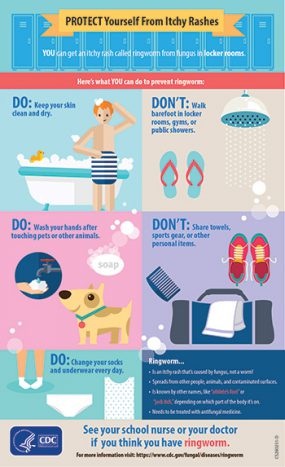 PROTECT Yourself From Itchy Rashes
YOU can get an itchy rash called ringworm from fungus in locker rooms.
Here's what YOU can do to prevent ringworm:
DO: Keep your skin
clean and dry.
DON'T: Walk
barefoot in locker
rooms, gyms, or
public showers.
DO: Wash your hands after
touching pets or other animals.
soap
DON'T: Share towels,
sports gear, or other
personal items.
DO: Change your socks
and underwear every day.
Ringworm...
• Is an itchy rash that's caused by fungus, not a worm!
• Spreads from other people, animals, and contaminated surfaces.
• Is known by other names, like "athlete's foot" or
"jock itch," depending on which part of the body it's on.
• Needs to be treated with antifungal medicine.
CDC
See your school nurse or your doctor
if you think you have ringworm.
For more information visit: https://www.cdc.gov/fungal/diseases/ringworm